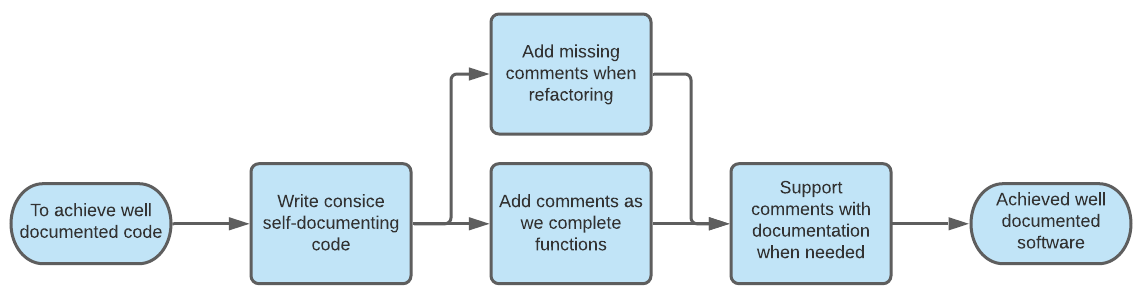 To achieve well
documented code
Write consice
self-documenting
code
Add missing
comments when
refactoring
Add comments as
we complete
functions
Support
comments with
documentation
when needed
Achieved well
documented
software